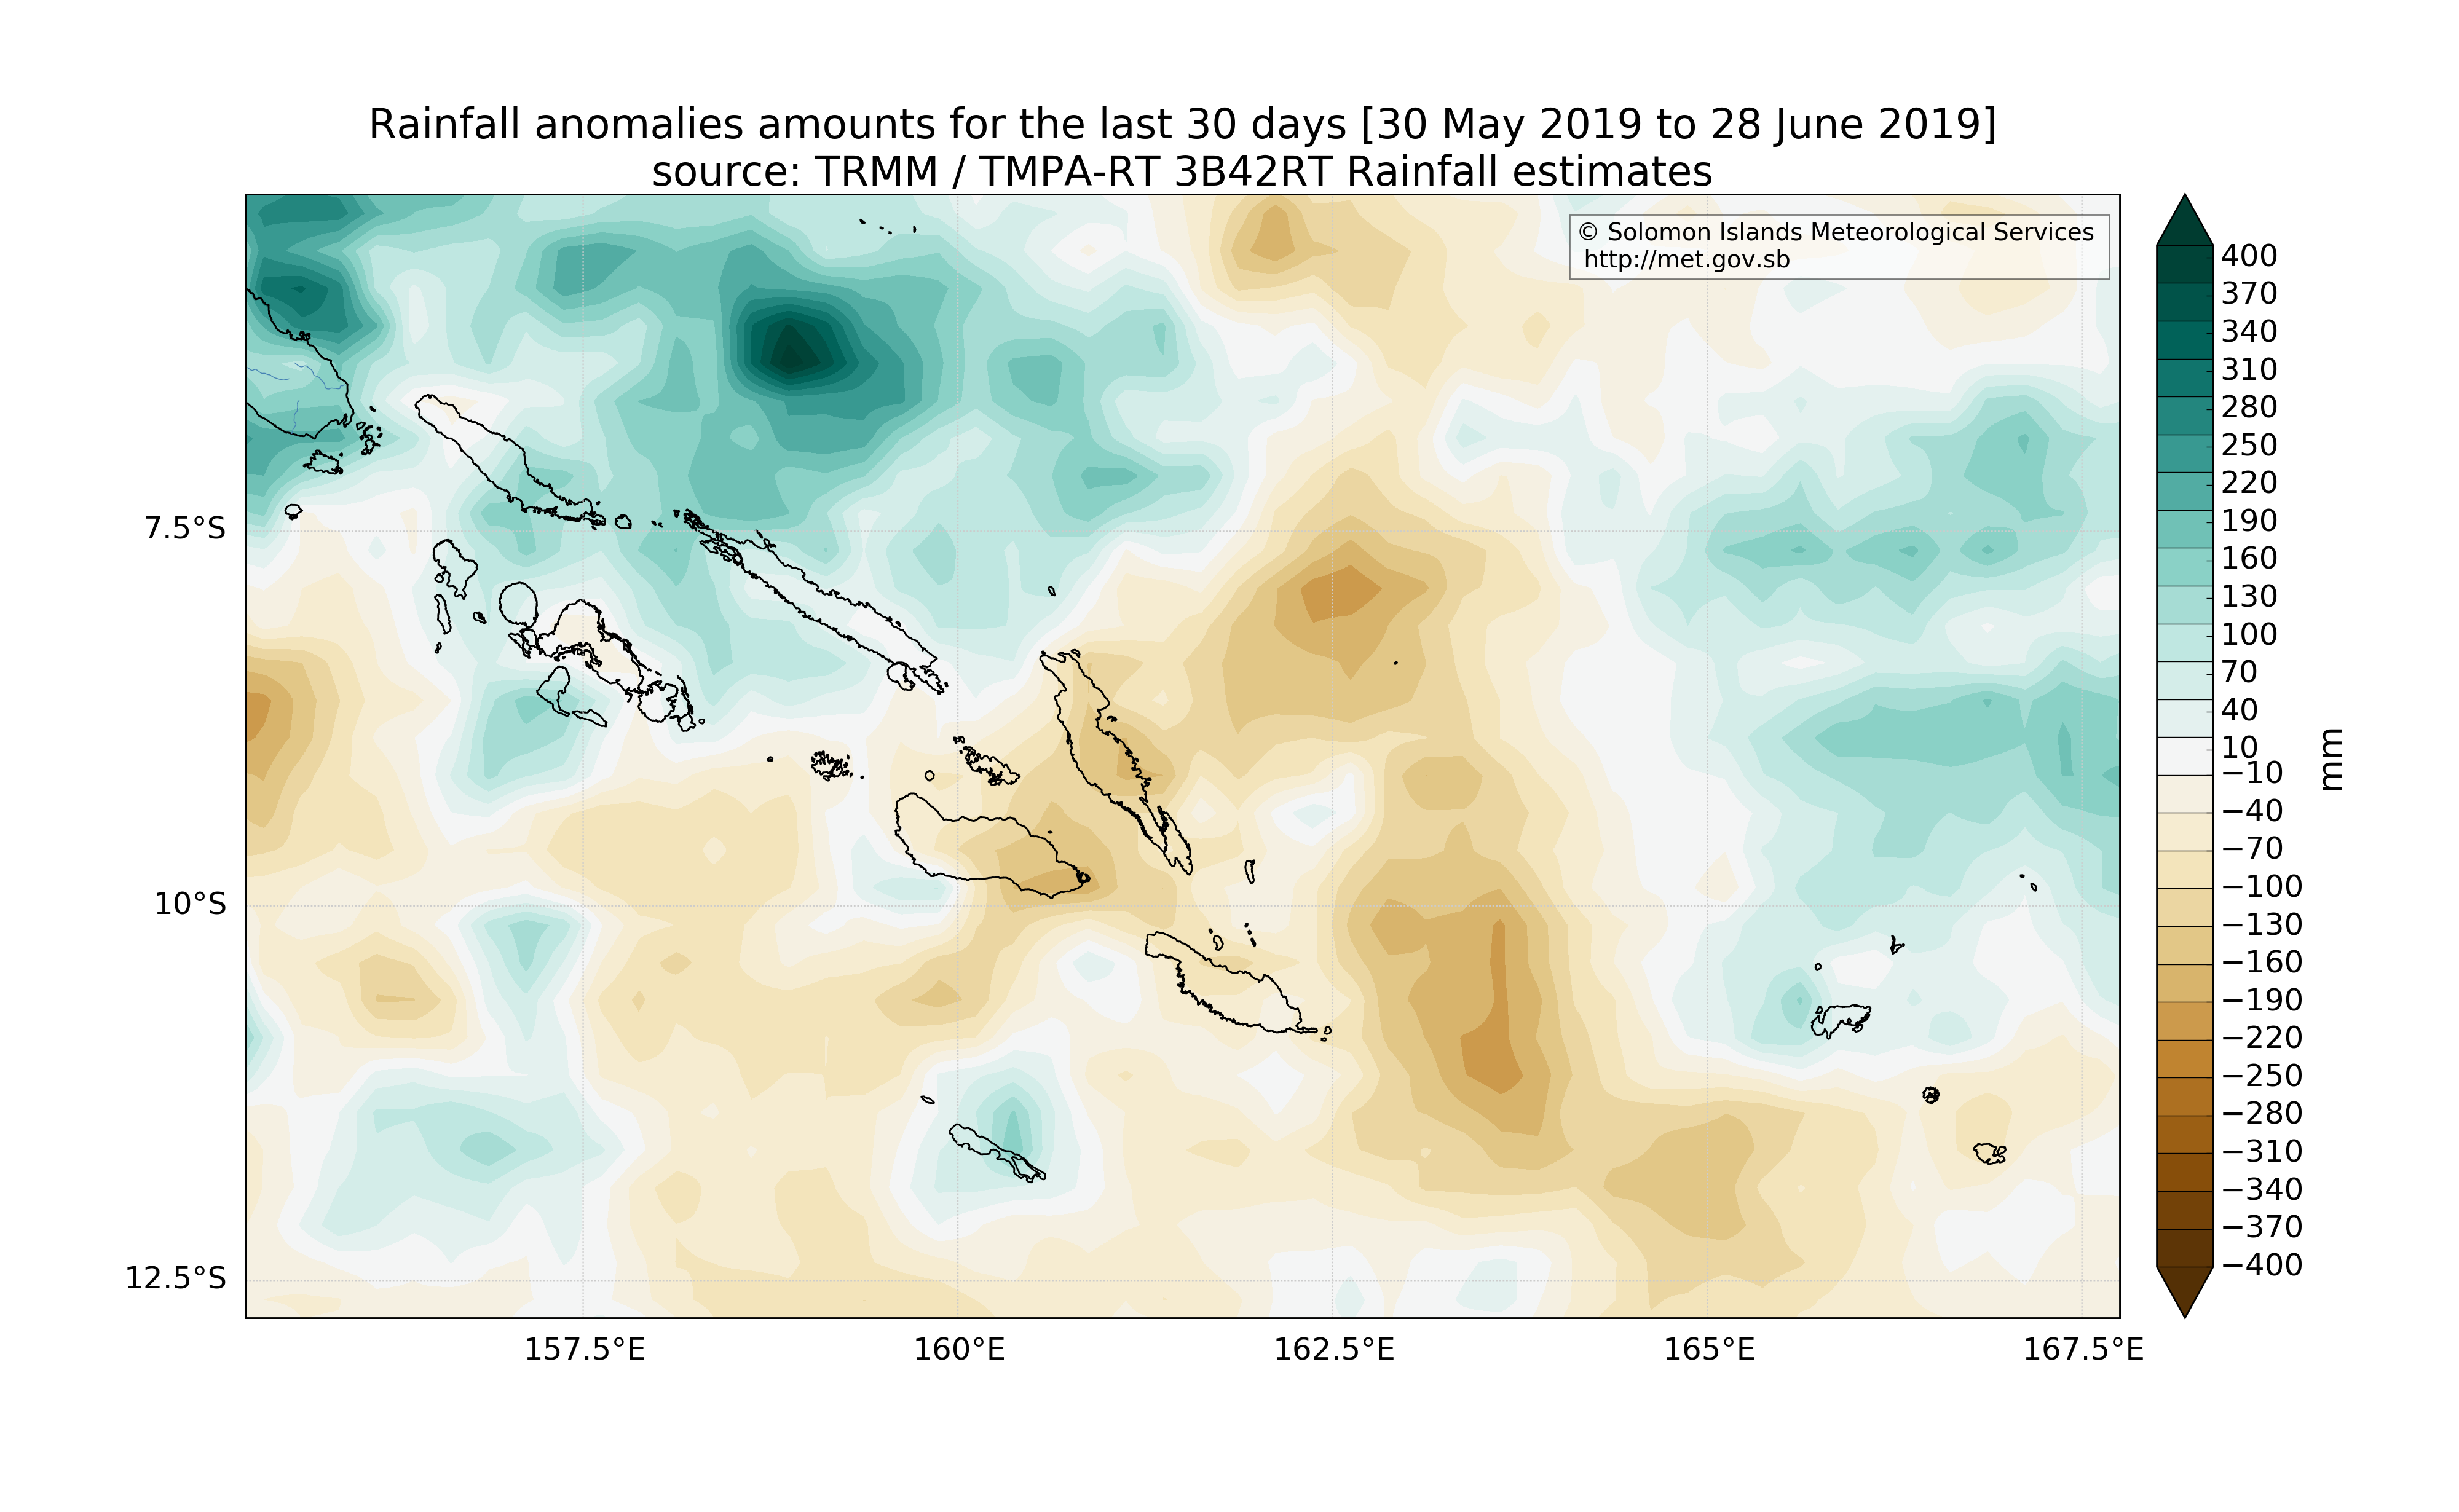 Rainfall anomalies amounts for the last 30 days [30 May 2019 to 28 June 2019]
source: TRMM / TMPA-RT 3B42RT Rainfall estimates
© Solomon Islands Meteorological Services
http://met.gov.sb
7.5°S
10°S
12.5°S
157.5°E
160°E
162.5°E
165°E
167.5°E
400
370
340
310
280
250
220
190
160
130
100
70
40
10
−10
−40
−70
−100
−130
−160
−190
−220
−250
−280
−310
−340
−370
−400
mm